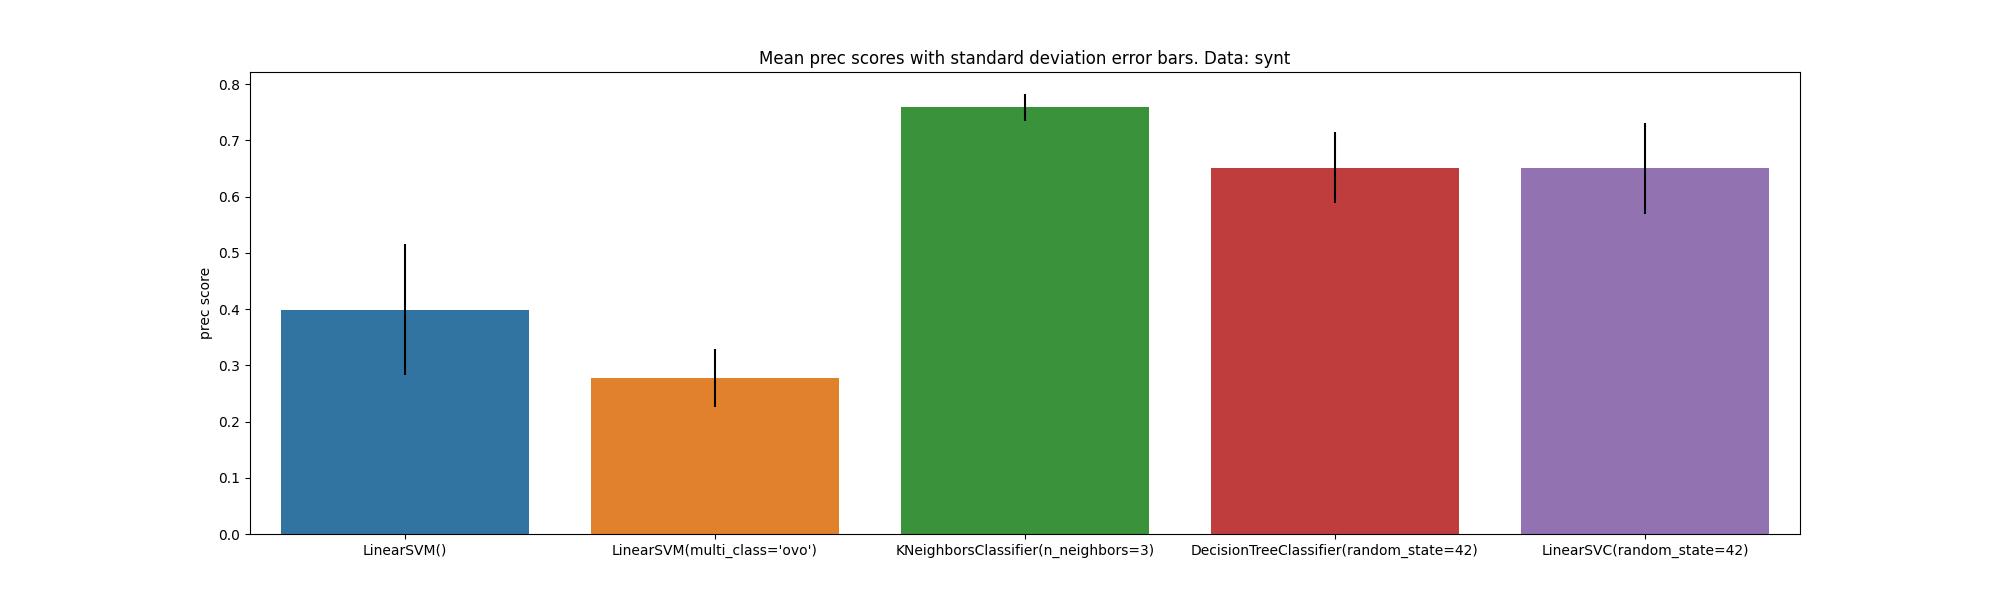 Mean prec scores with standard deviation error bars. Data: synt
0.8
0.7
0.6
0.5
0.4
0.3
0.2
0.1
0.0
prec score
LinearSVM()
LinearSVM(multi_class='ovo')
KNeighborsClassifier(n_neighbors=3)
DecisionTreeClassifier(random_state=42)
LinearSVC(random_state=42)